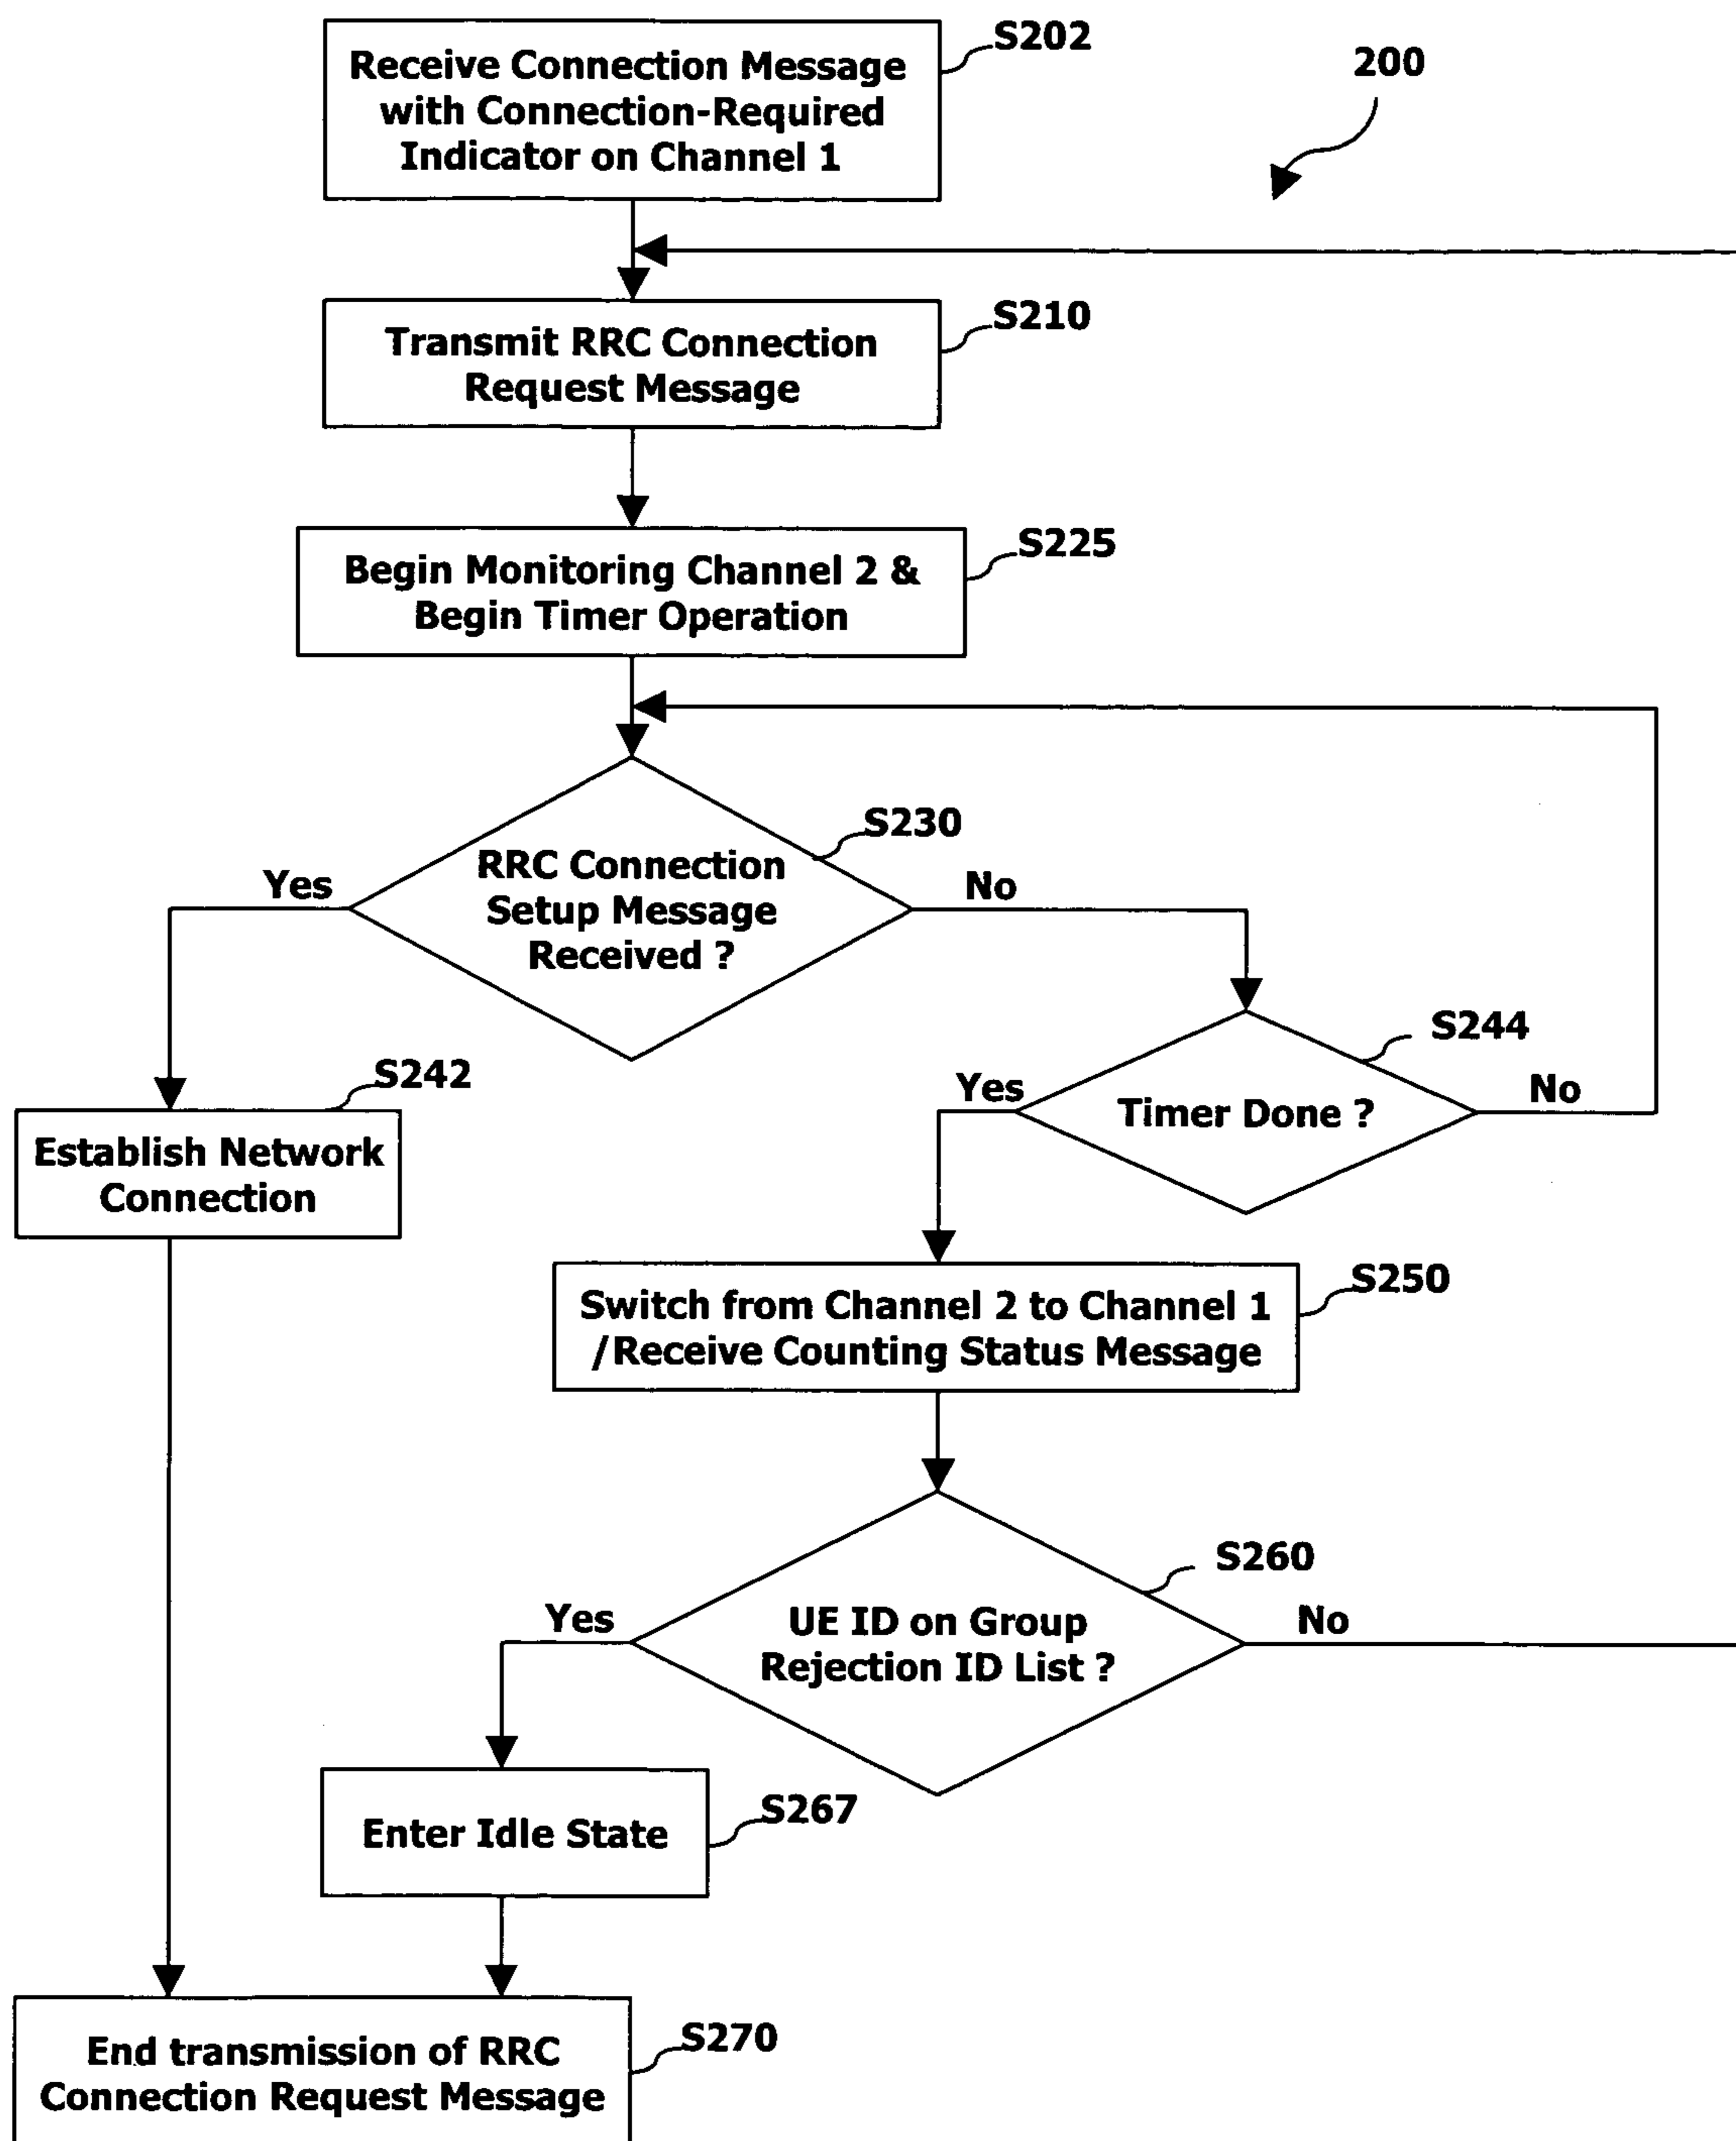 Receive Connection Message
with Connection-Required
Indicator on Channel 1
S202
200
Transmit RRC Connection
Request Message
S210
Begin Monitoring Channel 2 &
Begin Timer Operation
S225
RRC Connection
Setup Message
Received ?
S230
Yes
No
Timer Done ?
S244
Yes
No
Establish Network
Connection
S242
Switch from Channel 2 to Channel 1
/Receive Counting Status Message
S250
UE ID on Group
Rejection ID List ?
S260
Yes
No
Enter Idle State
S267
End transmission of RRC
Connection Request Message
S270